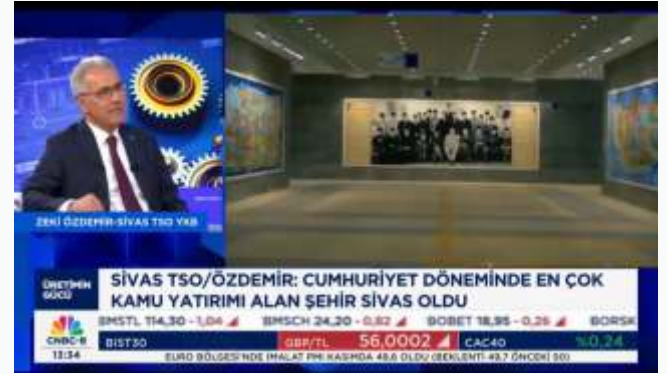 ZEKİ ÖZDEMİR-SİVAS TSO YKB
ÜRETİMİN
GÜCÜ
SİVAS TSO/ÖZDEMİR: CUMHURİYET DÖNEMİNDE EN ÇOK
KAMU YATIRIMI ALAN ŞEHİR SİVAS OLDU
BMSTL 114,30 -1,04 BMSCH 24,20 -0,82 BOBET 18,95 -0,26 BORSK
CNBC-e
13:34
BIST30 GBP/TL 56,0002 CAC40 %0,24
EURO BÖLGESİ'NDE İMALAT PMI KASIMDA 49,6 OLDU (BEKLENTİ 49,7 ÖNCEKİ 50)